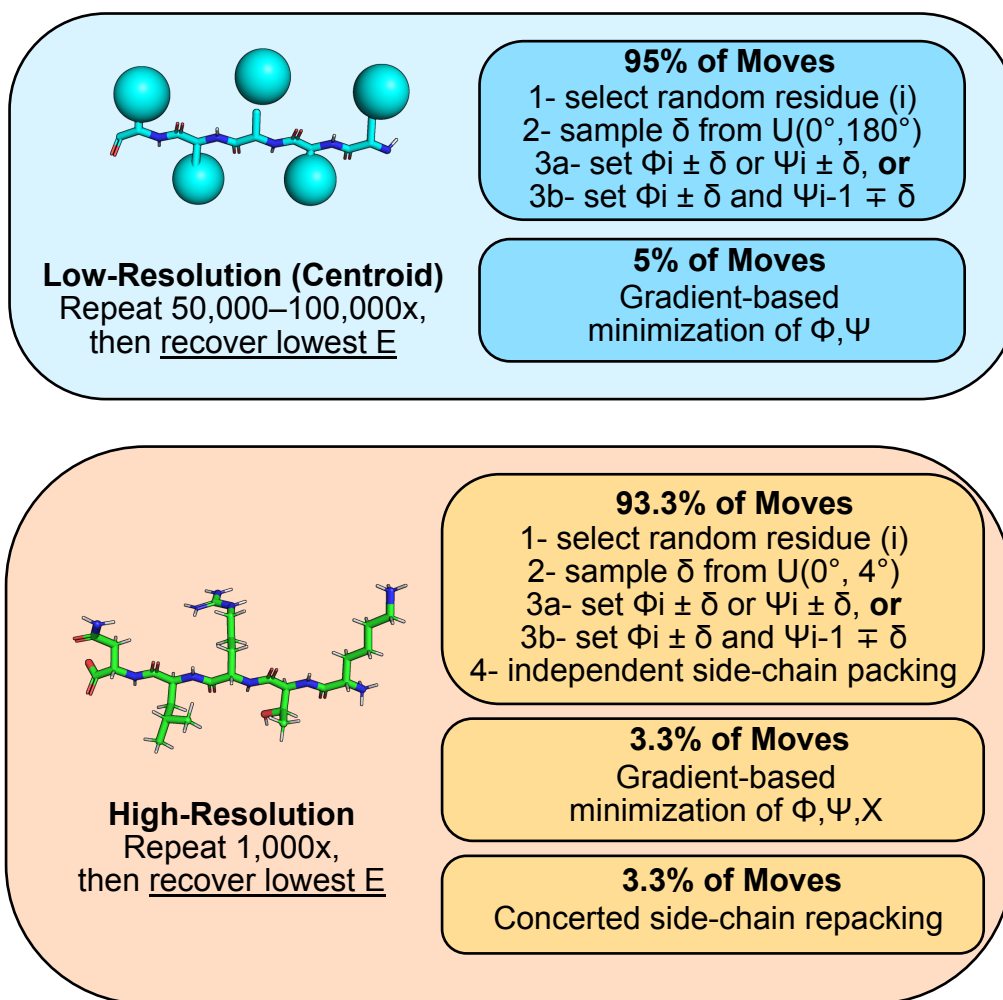 95% of Moves
1- select random residue (i)
2- sample δ from U(0°,180°)
3a- set Φi ± δ or Ψi ± δ, or
3b- set Φi ± δ and Ψi-1 ∓ δ
Low-Resolution (Centroid)
Repeat 50,000–100,000x,
then recover lowest E
5% of Moves
Gradient-based
minimization of Φ,Ψ
93.3% of Moves
1- select random residue (i)
2- sample δ from U(0°, 4°)
3a- set Φi ± δ or Ψi ± δ, or
3b- set Φi ± δ and Ψi-1 ∓ δ
4- independent side-chain packing
High-Resolution
Repeat 1,000x,
then recover lowest E
3.3% of Moves
Gradient-based
minimization of Φ,Ψ,X
3.3% of Moves
Concerted side-chain repacking